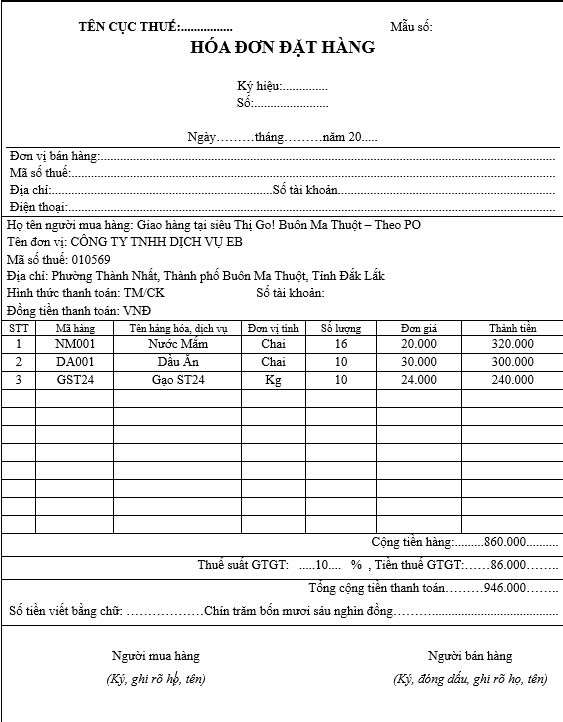 TÊN CỤC THUẾ:................ Mẫu số:
HÓA ĐƠN ĐẶT HÀNG
Ký hiệu:..............
Số:.......................
Ngày………tháng………năm 20.....
Đơn vị bán hàng:...............................................................
Mã số thuế:...............................................................
Địa chỉ:...............................Số tài khoản...............................
Điện thoại:...............................................................
Họ tên người mua hàng: Giao hàng tại siêu Thị Go! Buôn Ma Thuột – Theo PO
Tên đơn vị: CÔNG TY TNHH DỊCH VỤ EB
Mã số thuế: 010569
Địa chỉ: Phường Thành Nhất, Thành phố Buôn Ma Thuột, Tỉnh Đắk Lắk
Hình thức thanh toán: TM/CK Số tài khoản:
Đồng tiền thanh toán: VNĐ
STT Mã hàng Tên hàng hóa, dịch vụ Đơn vị tính Số lượng Đơn giá Thành tiền
1 NM001 Nước Mắm Chai 16 20.000 320.000
2 DA001 Dầu Ăn Chai 10 30.000 300.000
3 GST24 Gạo ST24 Kg 10 24.000 240.000
Cộng tiền hàng:.........860.000..........
Thuế suất GTGT: .....10.... % , Tiền thuế GTGT:……86.000……..
Tổng cộng tiền thanh toán………946.000……..
Số tiền viết bằng chữ: ………………Chín trăm bốn mươi sáu nghìn đồng………......................................
Người mua hàng Người bán hàng
(Ký, ghi rõ họ, tên) (Ký, đóng dấu, ghi rõ họ, tên)